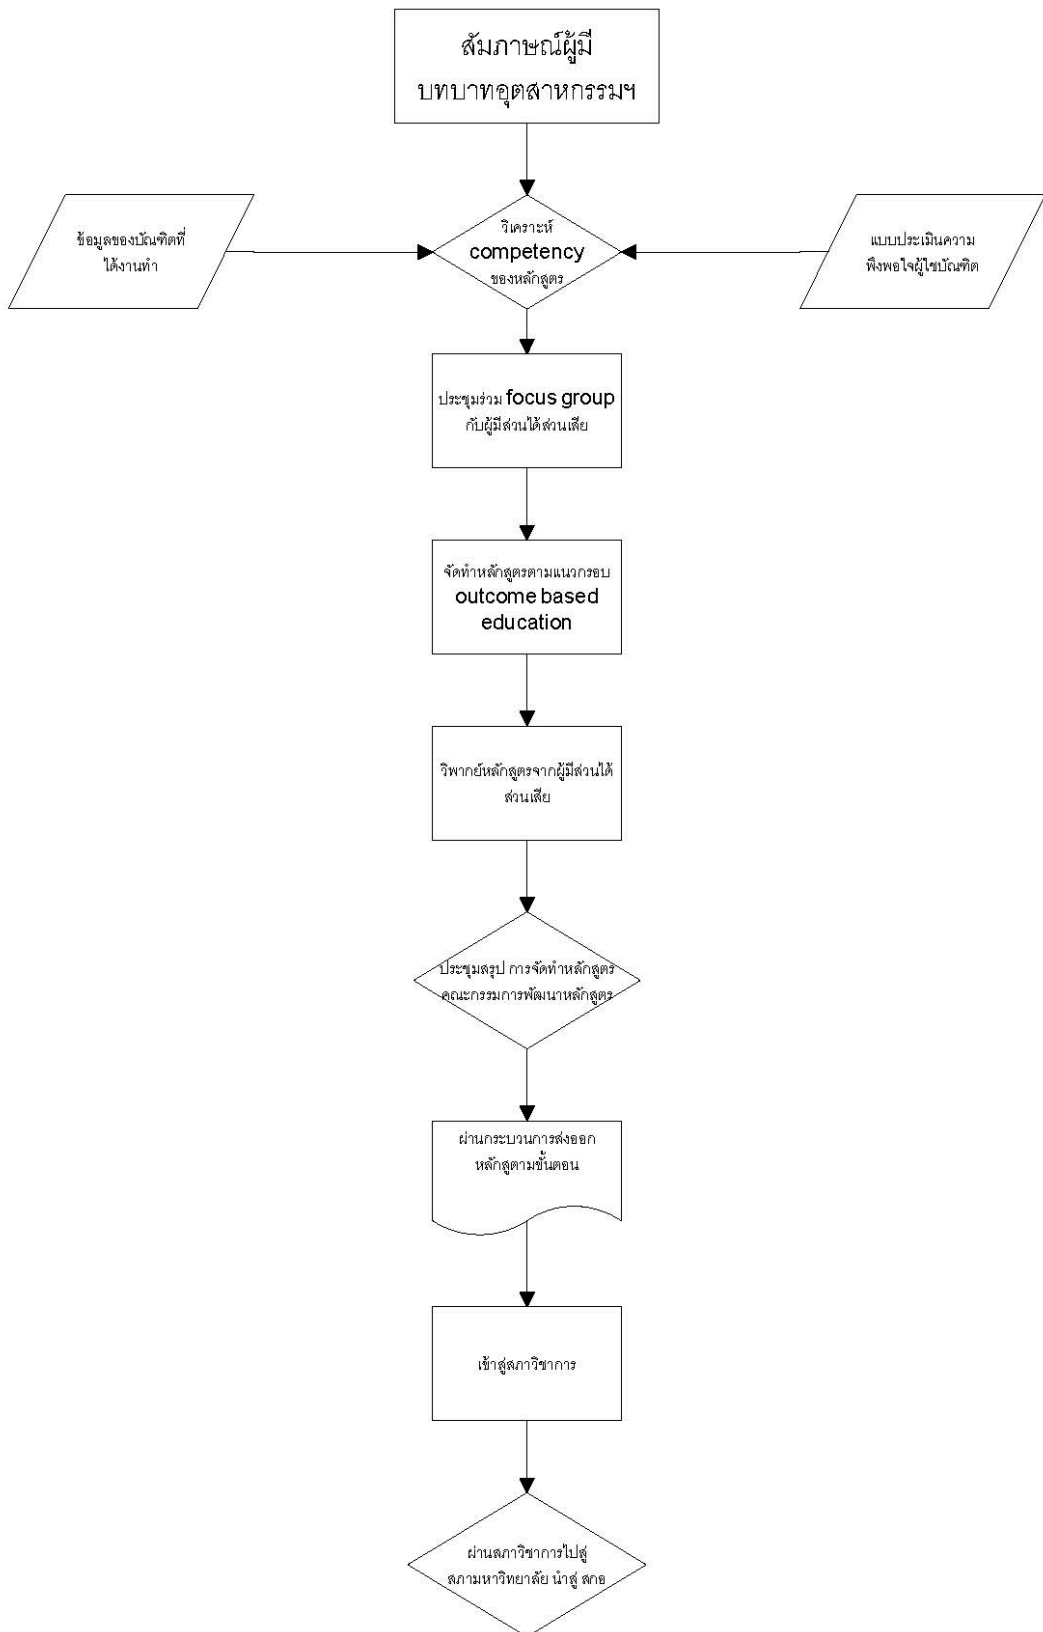 สัมภาษณ์ผู้มี
บทบาทอุตสาหกรรมฯ
ข้อมูลของบัณฑิตที่
ได้งานทำ
วิเคราะห์
competency
ของหลักสูตร
แบบประเมินความ
พึงพอใจผู้ใชบัณฑิต
ประชุมร่วม focus group
กับผู้มีส่วนได้ส่วนเสีย
จัดทำหลักสูตรตามแนวกรอบ
outcome based
education
วิพากย์หลักสูตรจากผู้มีส่วนได้
ส่วนเสีย
ประชุมสรุป การจัดทำหลักสูตร
คณะกรรมการพัฒนาหลักสูตร
ผ่านกระบวนการส่งออก
หลักสูตามขั้นตอน
เข้าสู่สภาวิชาการ
ผ่านสภาวิชาการไปสู่
สภามหาวิทยาลัย นำสู่ สกอ